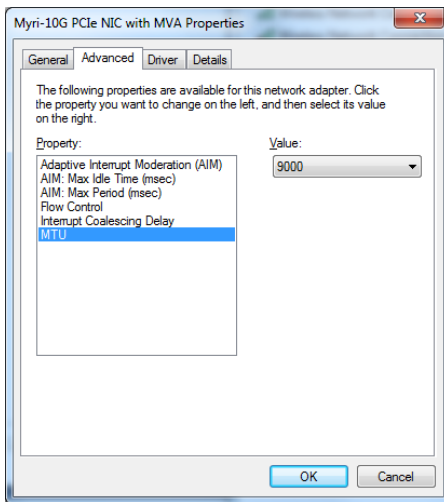 Myri-10G PCIe NIC with MVA Properties
General
Advanced
Driver
Details
The following properties are available for this network adapter. Click
the property you want to change on the left, and then select its value
on the right.
Property:
Value:
Adaptive Interrupt Moderation (AIM)
AIM: Max Idle Time (msec)
AIM: Max Period (msec)
Flow Control
Interrupt Coalescing Delay
MTU
9000
OK
Cancel